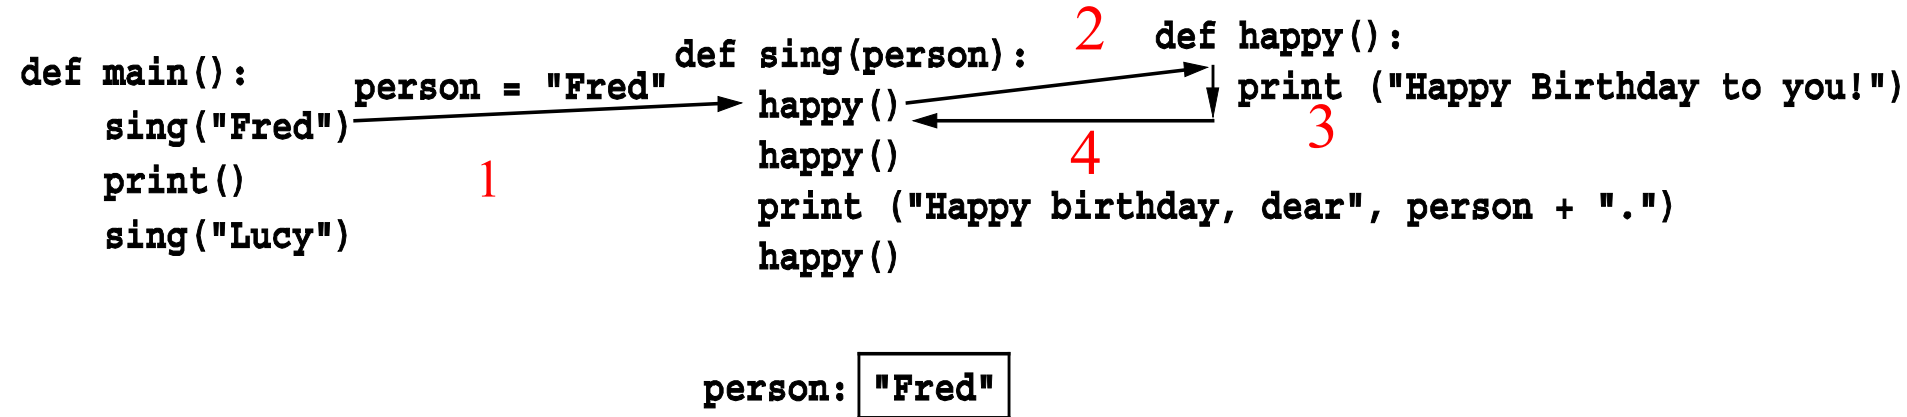 def main():
    sing("Fred")
    print()
    sing("Lucy")
person = "Fred"
1
def sing(person):
    happy()
    happy()
    print ("Happy birthday, dear", person + ".")
    happy()
2
def happy():
    print ("Happy Birthday to you!")
3
4
person: "Fred"